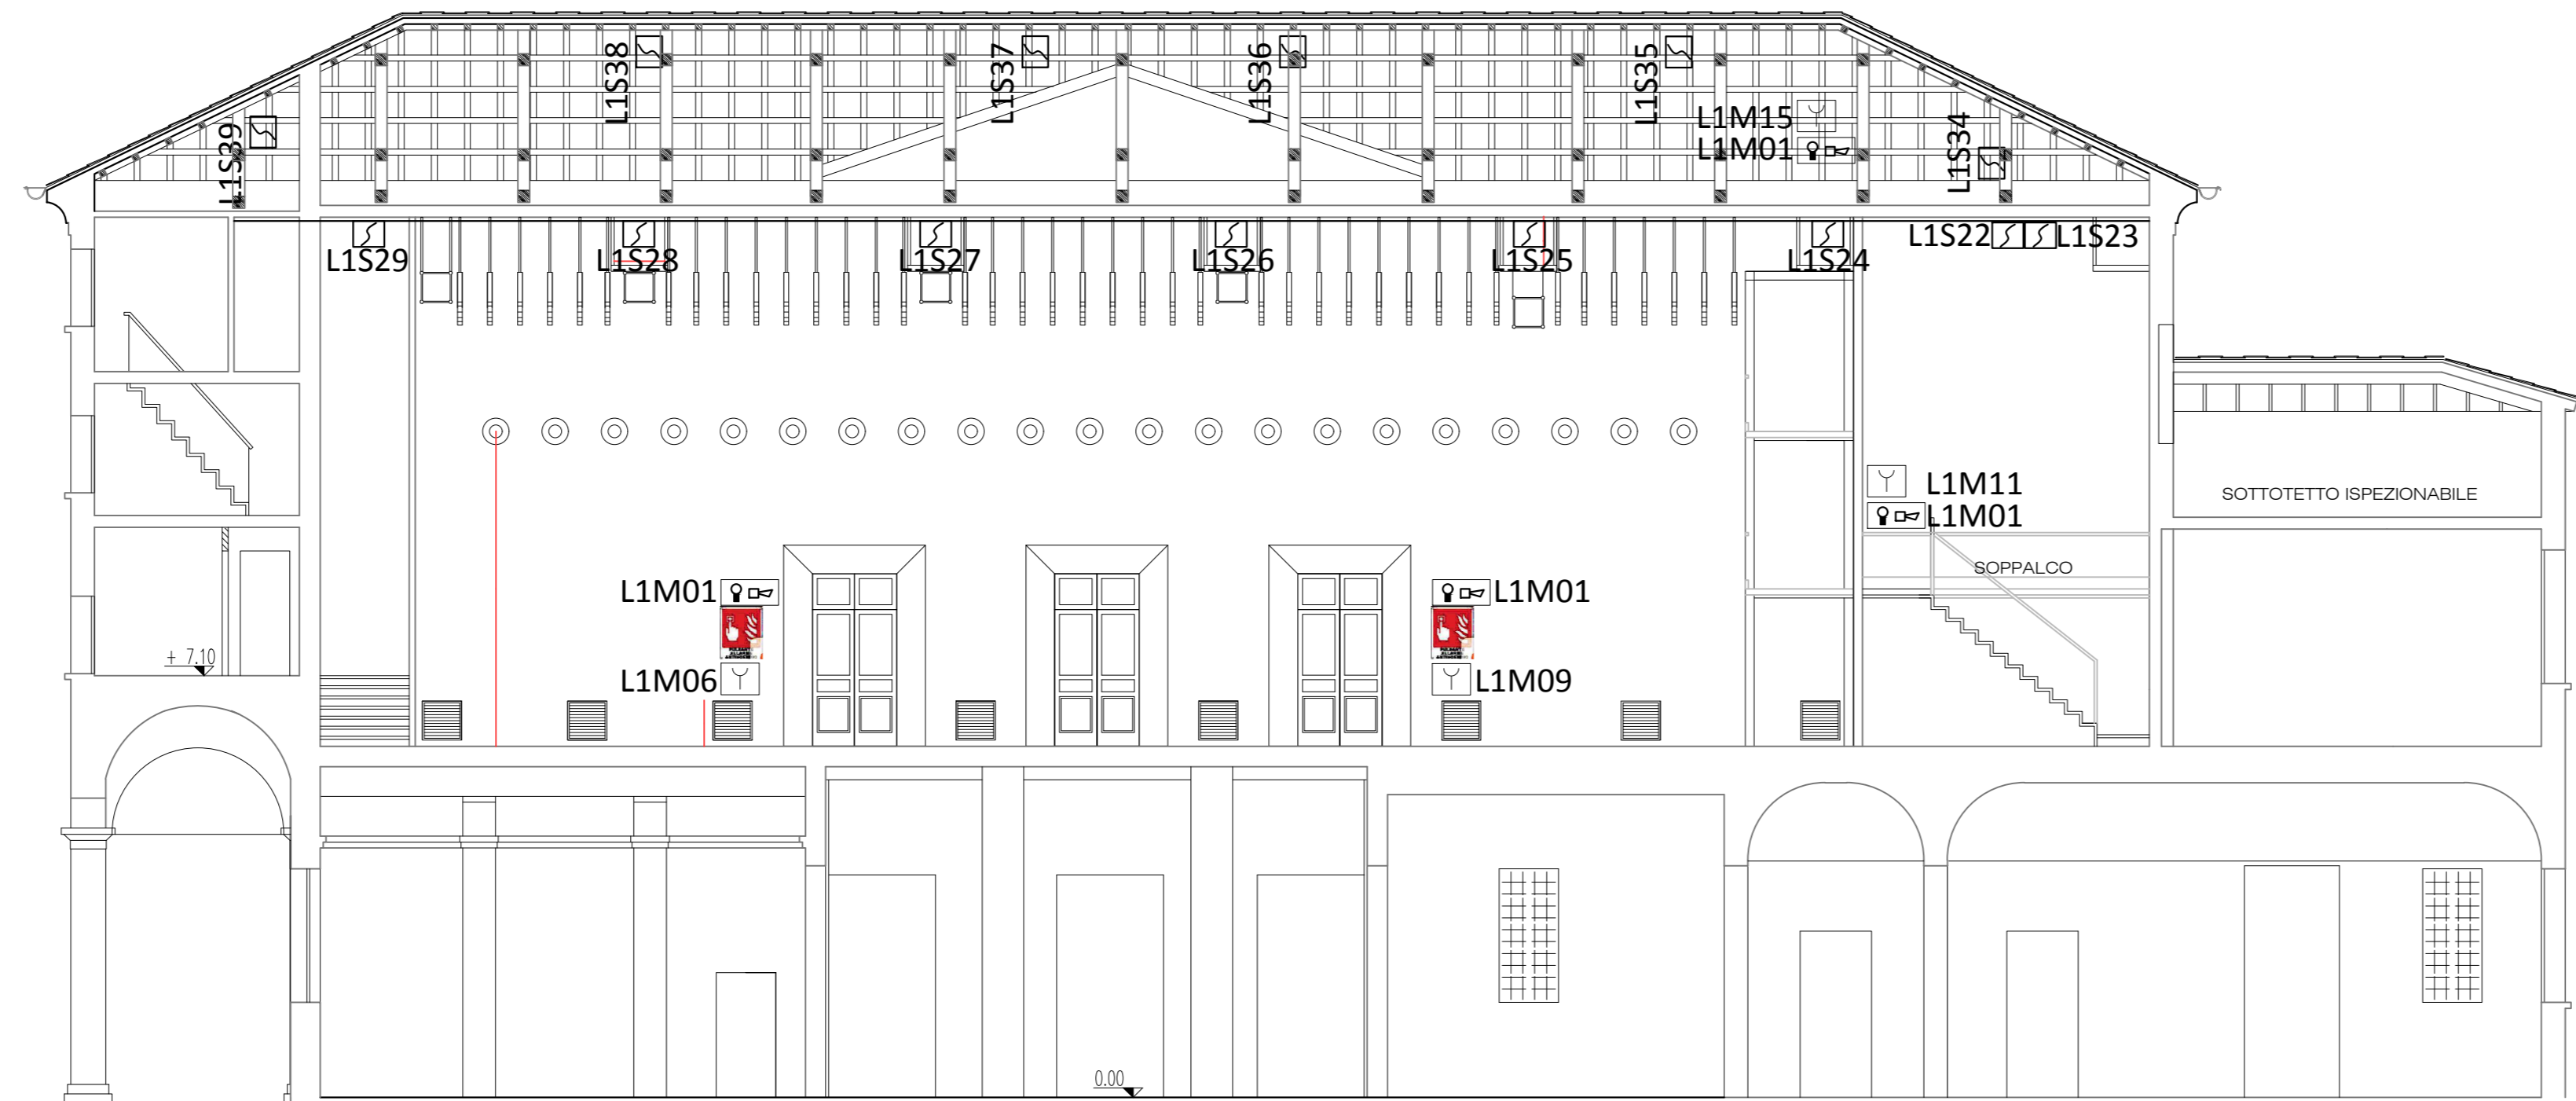 L1S38
L1S37
L1S36
L1S35
L1M15
L1M01
L1S34
L1S39
L1S29
L1S28
L1S27
L1S26
L1S25
L1S24
L1S22
L1S23
L1M11
L1M01
SOTTOTETTO ISPEZIONABILE
SOPPALCO
L1M01
L1M01
+ 7.10
L1M06
L1M09
0.00